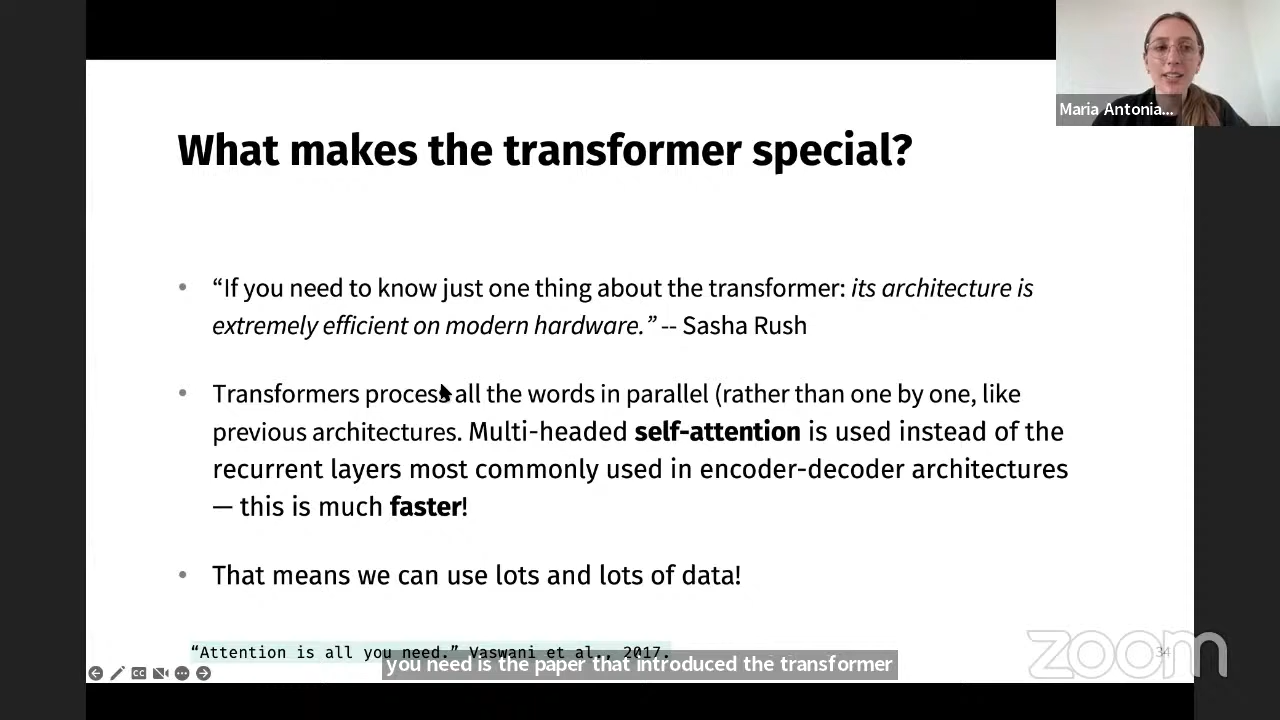 Maria Antonia...
What makes the transformer special?
• “If you need to know just one thing about the transformer: its architecture is
extremely efficient on modern hardware.” -- Sasha Rush
• Transformers process all the words in parallel (rather than one by one, like
previous architectures. Multi-headed self-attention is used instead of the
recurrent layers most commonly used in encoder-decoder architectures
— this is much faster!
• That means we can use lots and lots of data!
“Attention is all you need.” Vaswani et al., 2017.
you need is the paper that introduced the transformer
zoom
34
CC